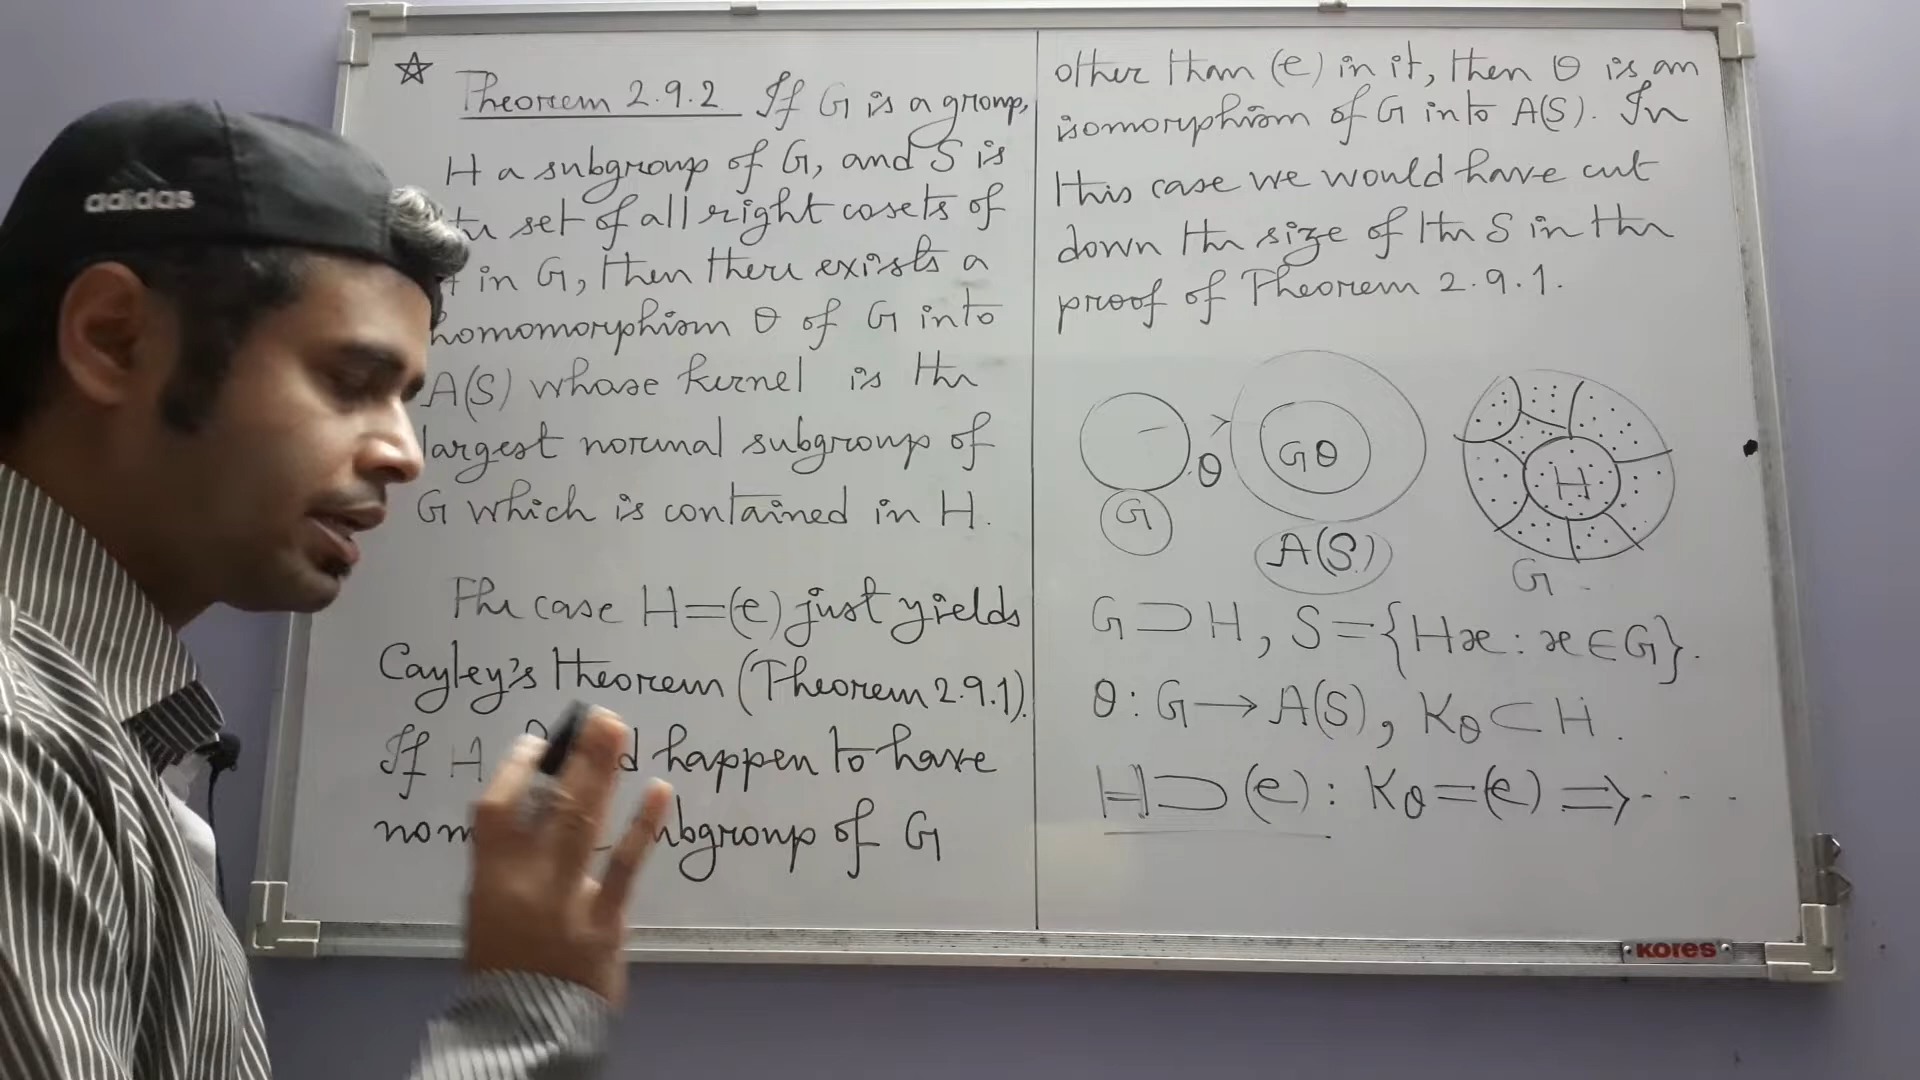 adidas
☆ Theorem 2.9.2 If G is a group,
H a subgroup of G, and S is
set of all right cosets of
in G, then there exists a
homomorphism θ of G into
A(S) whose kernel is the
largest normal subgroup of
G which is contained in H.
The case H=(e) just yields
Cayley's theorem (Theorem 2.9.1).
If H happen to have
subgroup of G
other than (e) in it, then θ is an
isomorphism of G into A(S). In
this case we would have cut
down the size of the S in the
proof of Theorem 2.9.1.
G θ Gθ A(S)
H G
G⊃H, S={Hx : x∈G}.
θ: G→A(S), Kθ⊂H.
H⊃(e): Kθ=(e) ⇒ - - - -
KORES